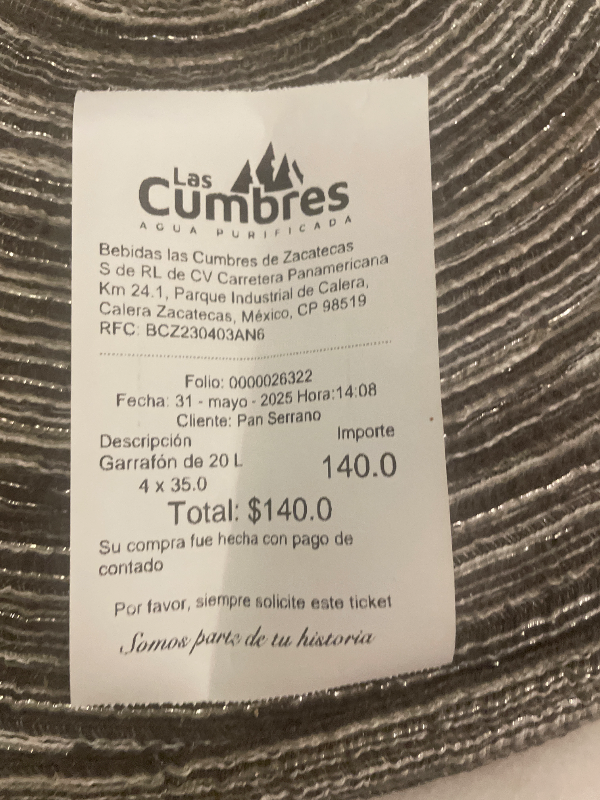 Las
Cumbres
AGUA PURIFICADA
Bebidas las Cumbres de Zacatecas
S de RL de CV Carretera Panamericana
Km 24.1, Parque Industrial de Calera,
Calera Zacatecas, México, CP 98519
RFC: BCZ230403AN6
Folio: 0000026322
Fecha: 31 - mayo - 2025 Hora:14:08
Cliente: Pan Serrano
Descripción Importe
Garrafón de 20 L 140.0
4 x 35.0
Total: $140.0
Su compra fue hecha con pago de
contado
Por favor, siempre solicite este ticket
Somos parte de tu historia